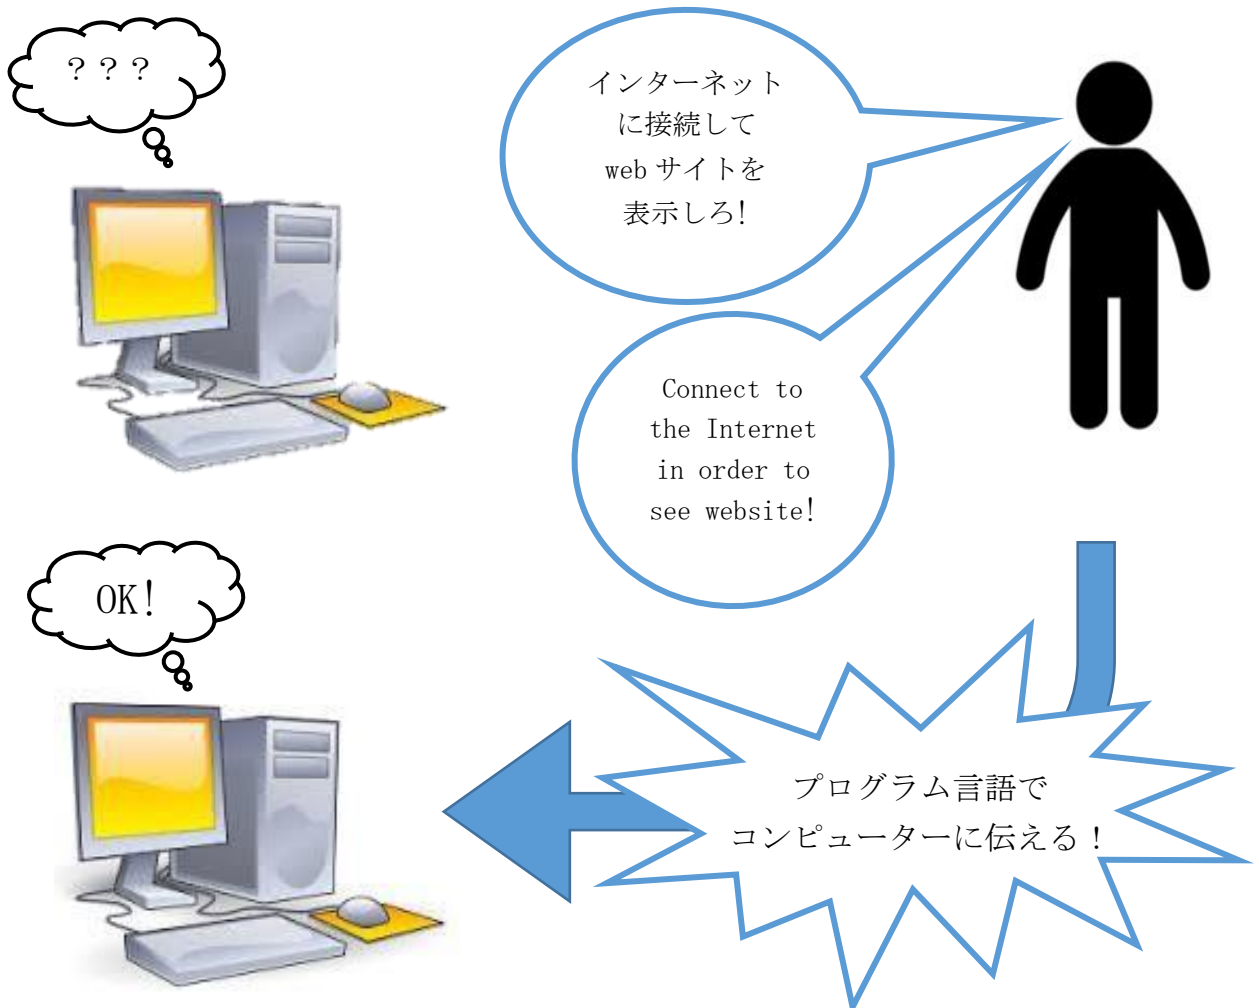 ？？？
インターネット
に接続して
web サイトを
表示しろ!
Connect to
the Internet
in order to
see website!
OK!
プログラム言語で
コンピューターに伝える！